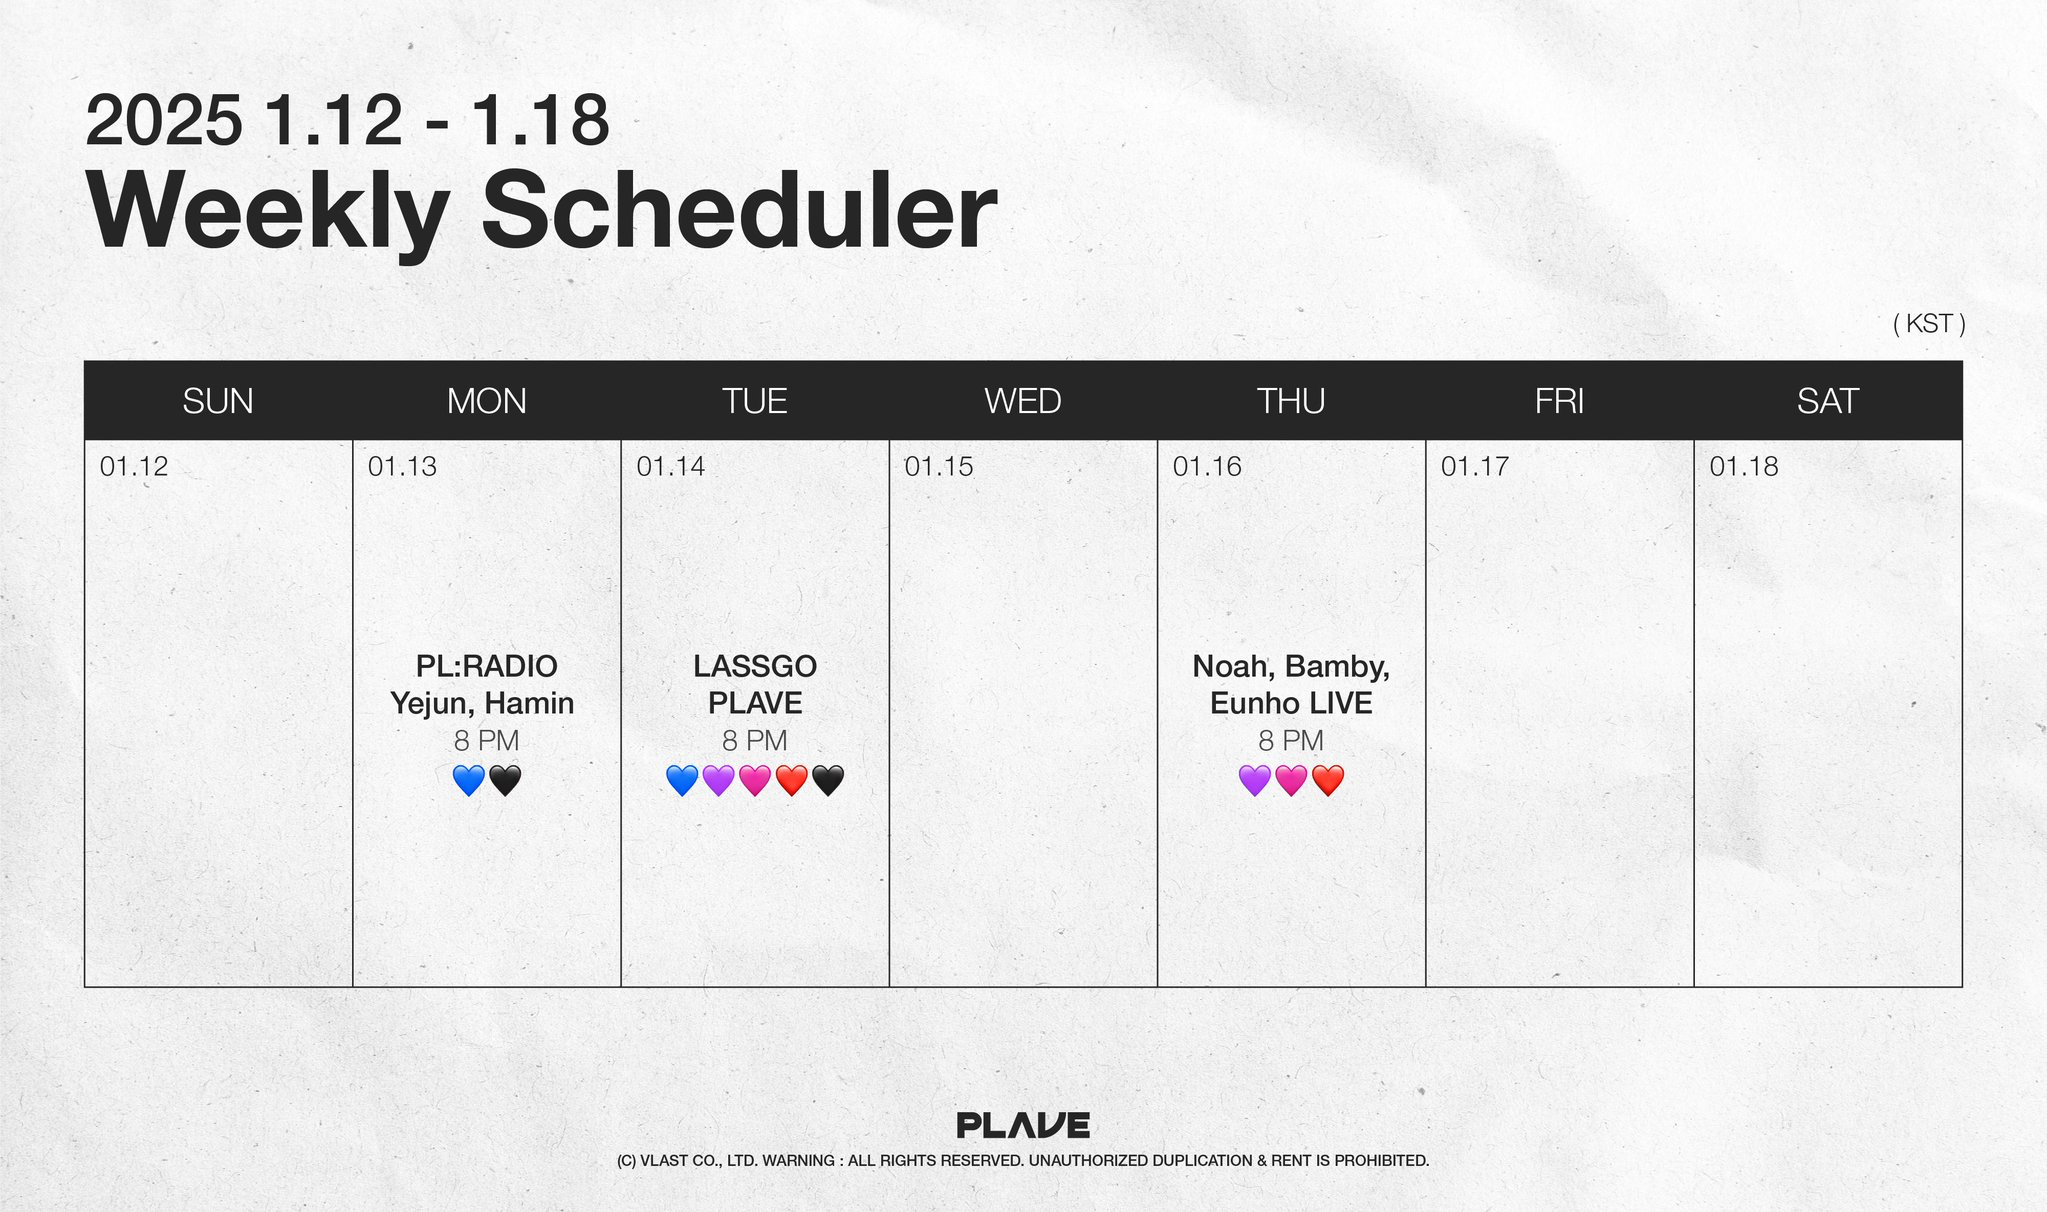 2025 1.12 - 1.18
Weekly Scheduler
( KST )
SUN MON TUE WED THU FRI SAT
01.12 01.13 01.14 01.15 01.16 01.17 01.18
PL:RADIO
Yejun, Hamin
8 PM
💙🖤
LASSGO
PLAVE
8 PM
💙💜💗❤️🖤
Noah, Bamby,
Eunho LIVE
8 PM
💜💗❤️
PLAVE
(C) VLAST CO., LTD. WARNING : ALL RIGHTS RESERVED. UNAUTHORIZED DUPLICATION & RENT IS PROHIBITED.